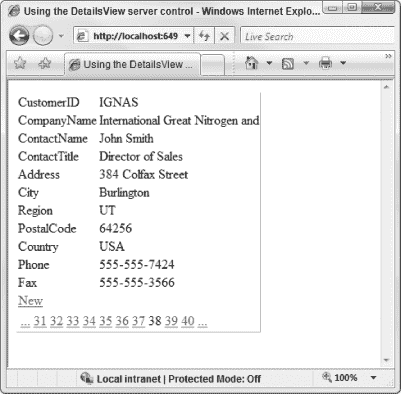 Using the DetailsView server control - Windows Internet Explo...
http://localhost:649
Live Search
Using the DetailsView ...
CustomerID IGNAS
CompanyName International Great Nitrogen and
ContactName John Smith
ContactTitle Director of Sales
Address 384 Colfax Street
City Burlington
Region UT
PostalCode 64256
Country USA
Phone 555-555-7424
Fax 555-555-3566
New
... 31 32 33 34 35 36 37 38 39 40 ...
Local intranet | Protected Mode: Off 100%